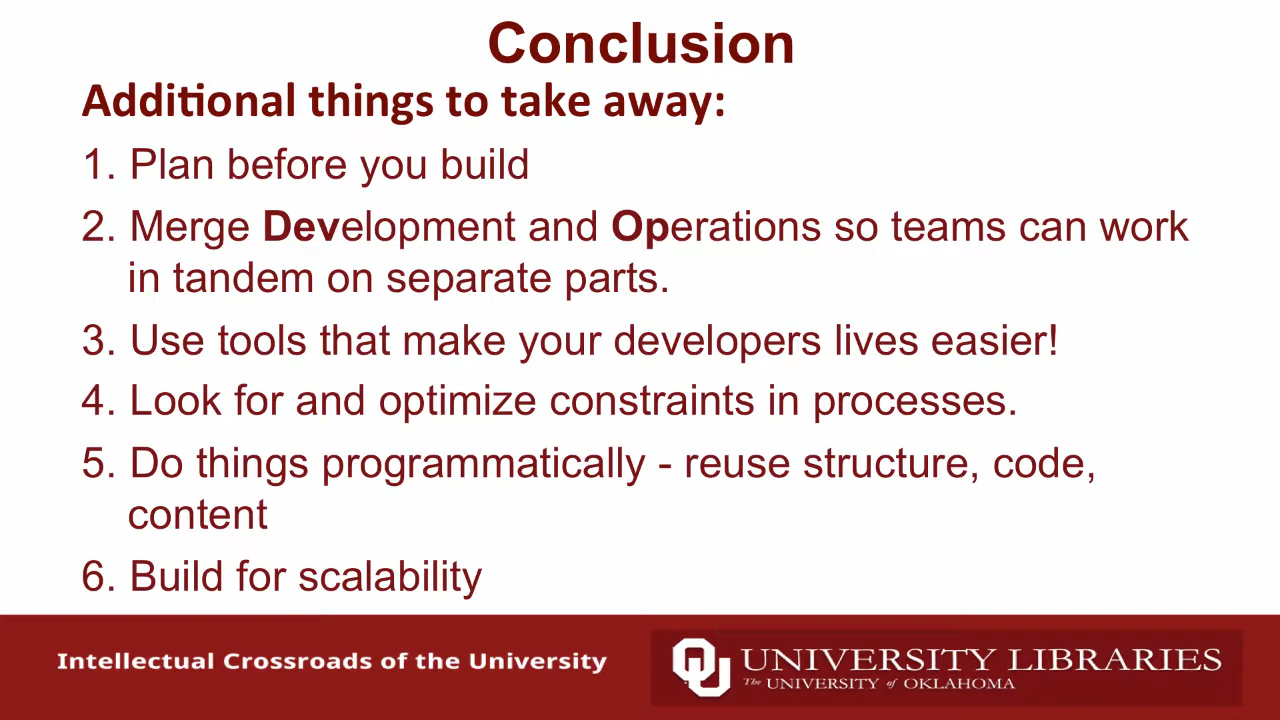 Conclusion
Additional things to take away:
1. Plan before you build
2. Merge Development and Operations so teams can work
in tandem on separate parts.
3. Use tools that make your developers lives easier!
4. Look for and optimize constraints in processes.
5. Do things programmatically - reuse structure, code,
content
6. Build for scalability
Intellectual Crossroads of the University
OU
UNIVERSITY LIBRARIES
The UNIVERSITY of OKLAHOMA